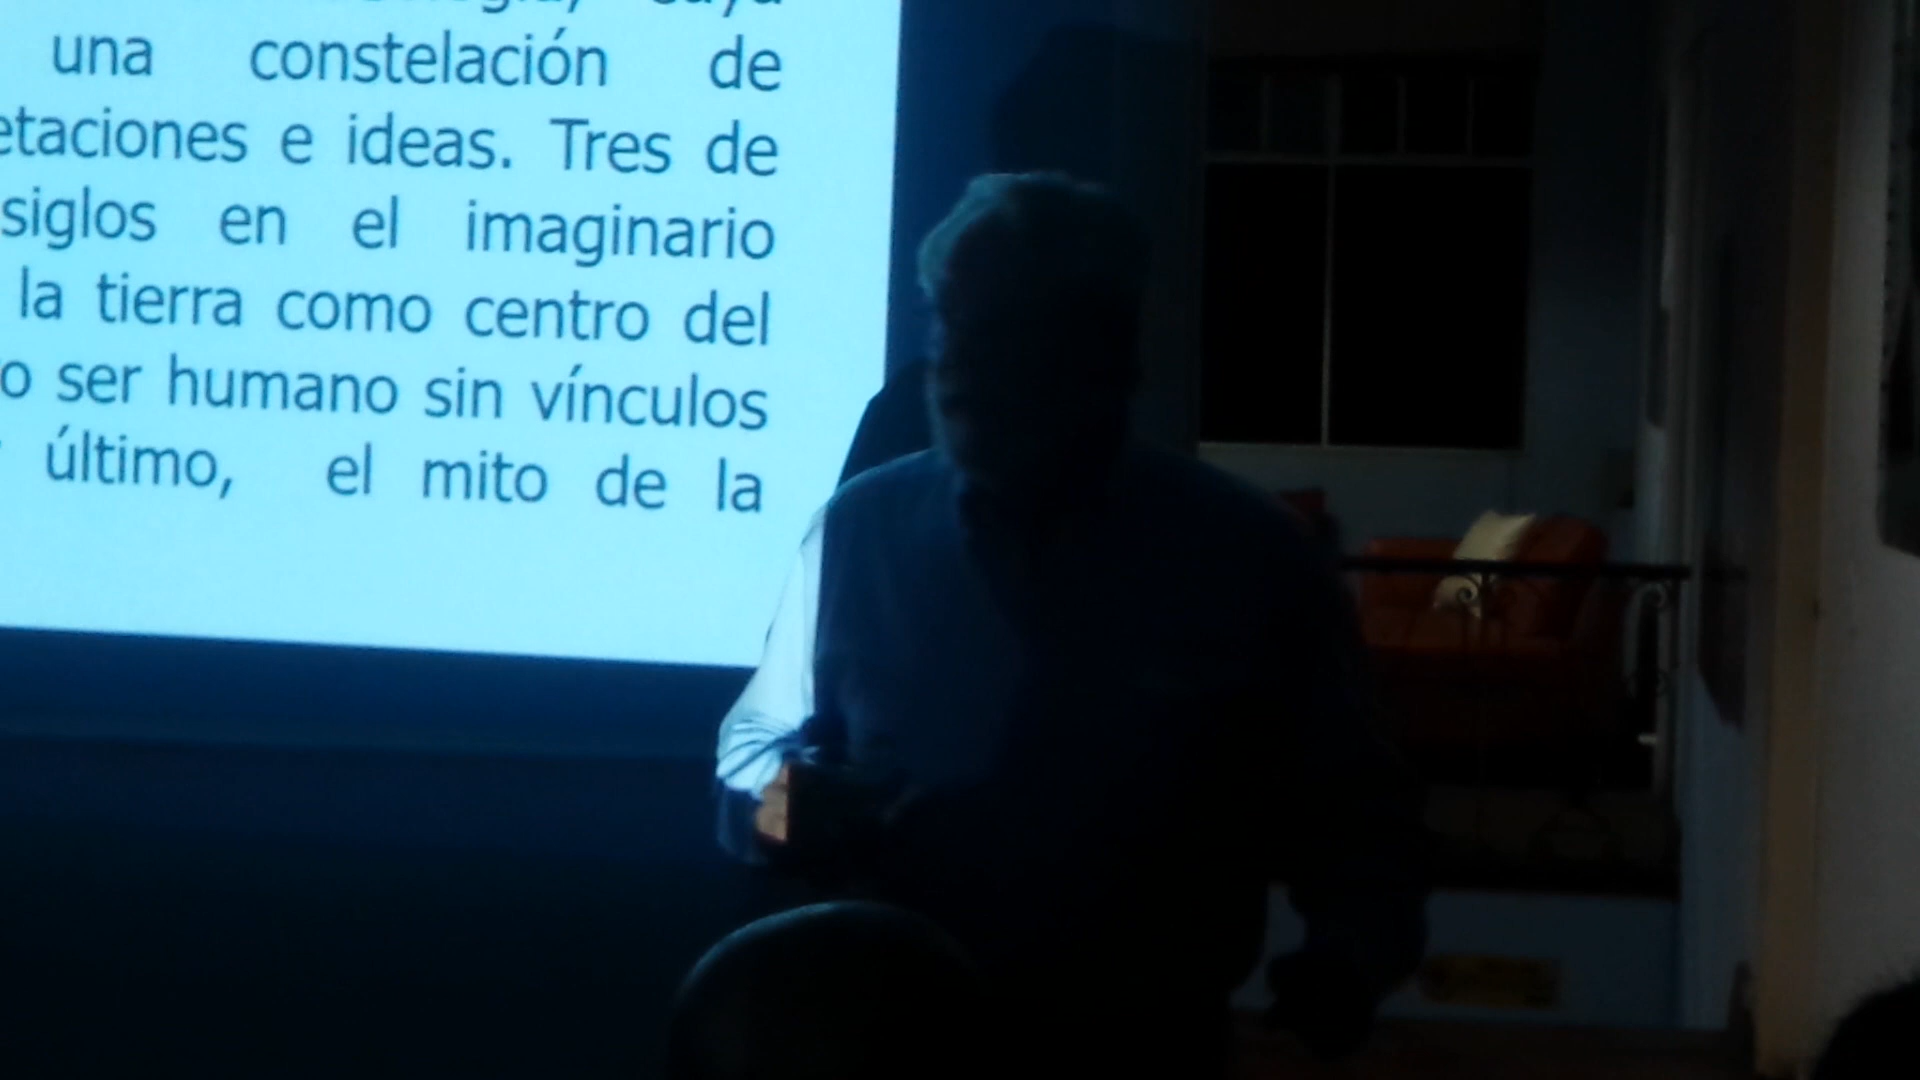 una constelación de
etaciones e ideas. Tres de
siglos en el imaginario
la tierra como centro del
o ser humano sin vínculos
último, el mito de la